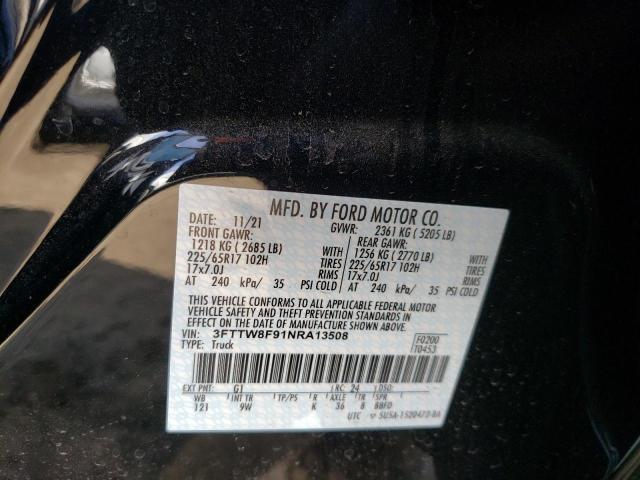 MFD. BY FORD MOTOR CO.
DATE: 11/21 GVWR: 2361 KG ( 5205 LB)
FRONT GAWR: REAR GAWR:
1218 KG ( 2685 LB) WITH 1256 KG ( 2770 LB) WITH
225/65R17 102H TIRES 225/65R17 102H TIRES
17x7.0J RIMS 17x7.0J RIMS
AT 240 kPa/ 35 PSI COLD AT 240 kPa/ 35 PSI COLD
THIS VEHICLE CONFORMS TO ALL APPLICABLE FEDERAL MOTOR
VEHICLE SAFETY AND THEFT PREVENTION STANDARDS IN
EFFECT ON THE DATE OF MANUFACTURE SHOWN ABOVE.
VIN: 3FTTW8F91NRA13508 F0200
TYPE: Truck T0453
EXT PNT: G1 RC: 24 DSO:
WB INT TR TP/PS R AXLE TR SPR
121 9W K 36 8 BBFD
UTC